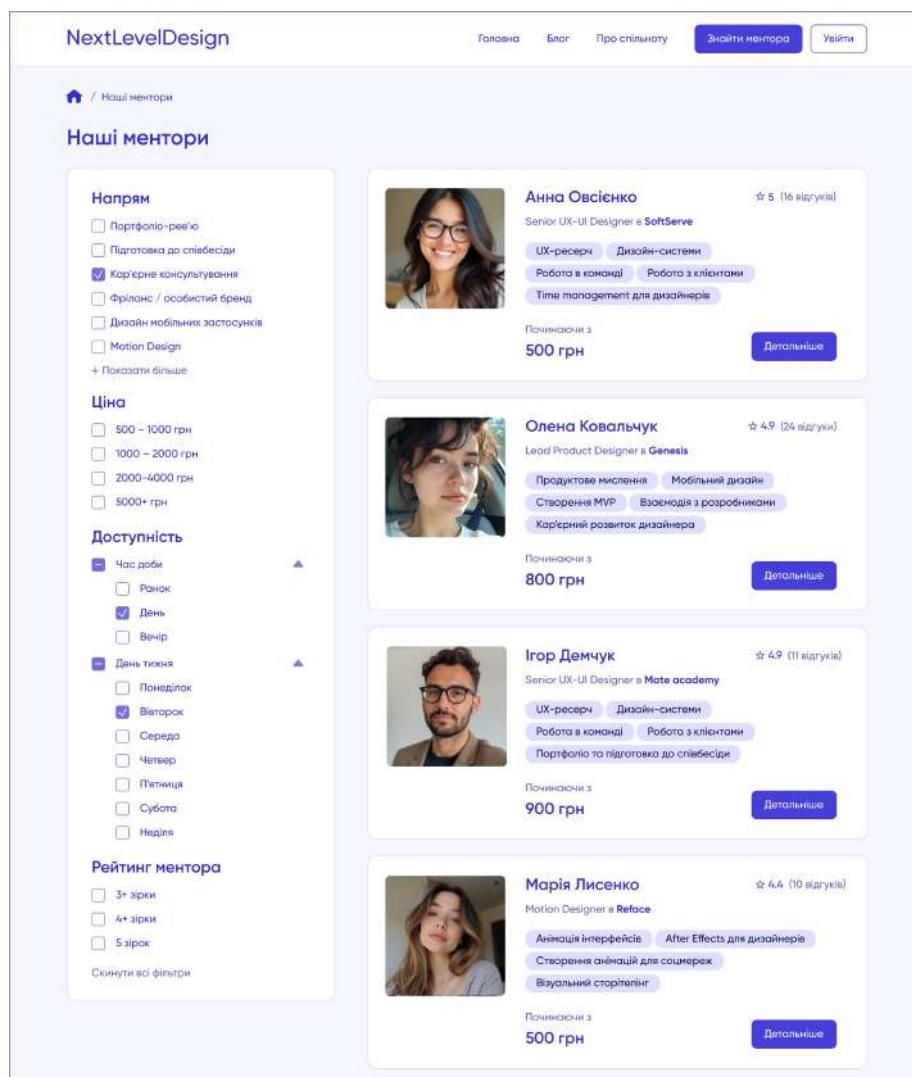 NextLevelDesign
Головна Блог Про спільноту Знайти ментора Увійти
/ Наші ментори
Наші ментори
Напрям
Портфоліо-рев'ю
Підготовка до співбесіди
Кар'єрне консультування
Фріланс / особистий бренд
Дизайн мобільних застосунків
Motion Design
+ Показати більше
Ціна
500 – 1000 грн
1000 – 2000 грн
2000-4000 грн
5000+ грн
Доступність
Час доби
Ранок
День
Вечір
День тижня
Понеділок
Вівторок
Середа
Четвер
П'ятниця
Субота
Неділя
Рейтинг ментора
3+ зірки
4+ зірки
5 зірок
Скинути всі фільтри
Анна Овсієнко
5 (16 відгуків)
Senior UX-UI Designer в SoftServe
UX-ресерч Дизайн-системи
Робота в команді Робота з клієнтами
Time management для дизайнерів
Починаючи з
500 грн
Детальніше
Олена Ковальчук
4.9 (24 відгуки)
Lead Product Designer в Genesis
Продуктове мислення Мобільний дизайн
Створення MVP Взаємодія з розробниками
Кар'єрний розвиток дизайнера
Починаючи з
800 грн
Детальніше
Ігор Демчук
4.9 (11 відгуків)
Senior UX-UI Designer в Mate academy
UX-ресерч Дизайн-системи
Робота в команді Робота з клієнтами
Портфоліо та підготовка до співбесіди
Починаючи з
900 грн
Детальніше
Марія Лисенко
4.4 (10 відгуків)
Motion Designer в Reface
Анімація інтерфейсів After Effects для дизайнерів
Створення анімацій для соцмереж
Візуальний сторітелінг
Починаючи з
500 грн
Детальніше